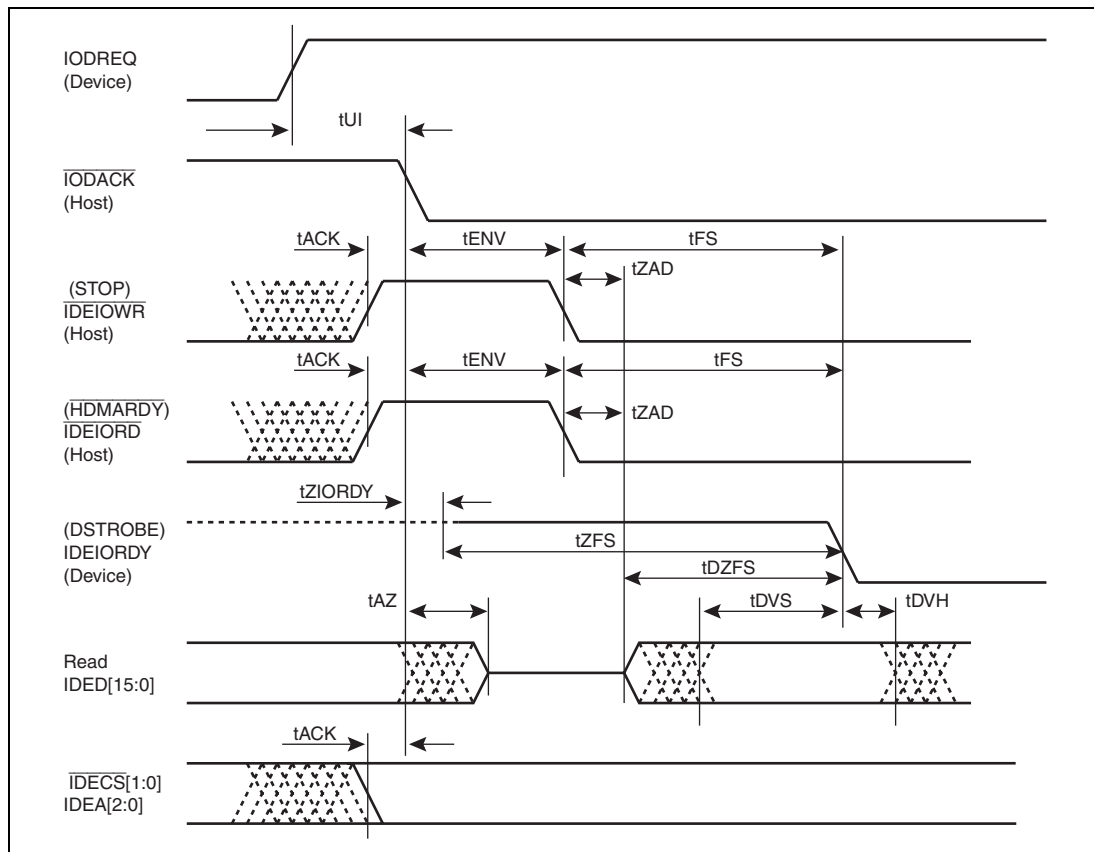 IODREQ
(Device)
tUI
IODACK
(Host)
tACK
tENV
tFS
tZAD
(STOP)
IDEIOWR
(Host)
tACK
tENV
tFS
tZAD
(HDMARDY)
IDEIORD
(Host)
tZIORDY
(DSTROBE)
IDEIORDY
(Device)
tZFS
tDZFS
tAZ
tDVS
tDVH
Read
IDED[15:0]
tACK
IDECS[1:0]
IDEA[2:0]